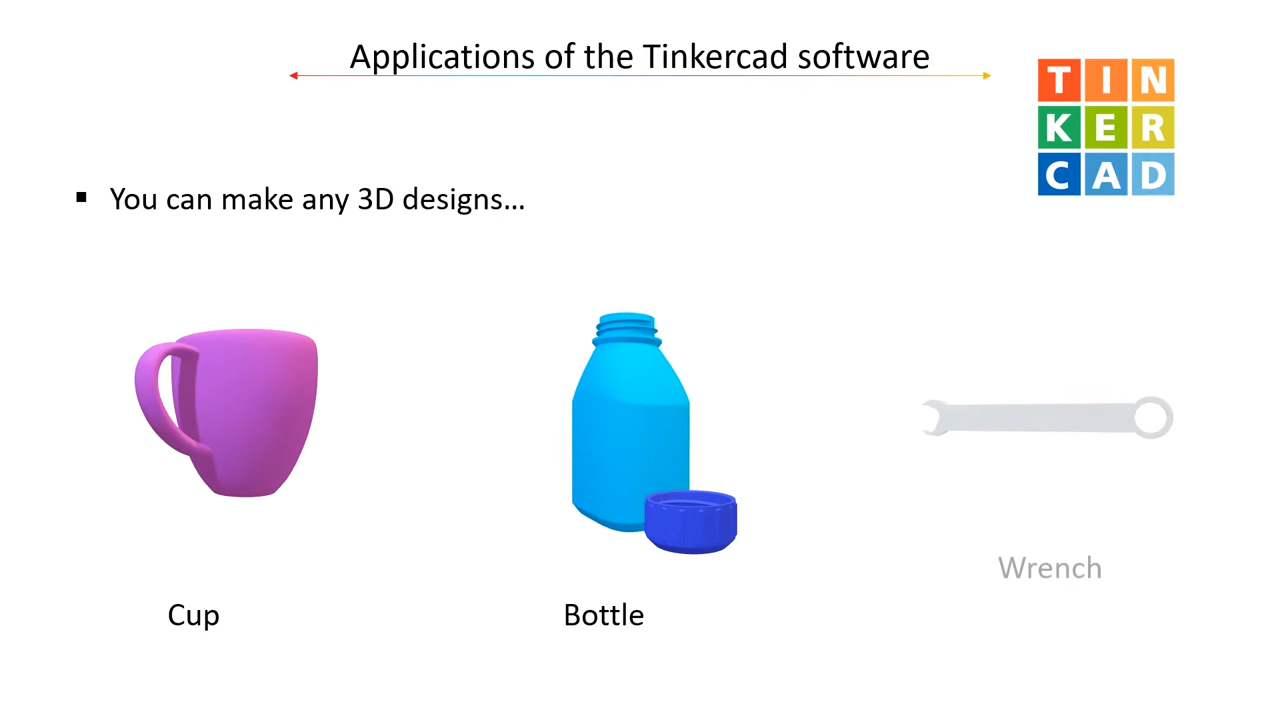 Applications of the Tinkercad software
TIN
KER
CAD
▪ You can make any 3D designs...
Wrench
Cup
Bottle